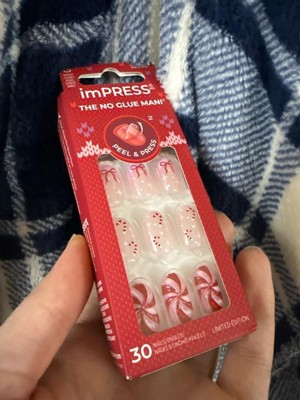 imPRESS
THE NO GLUE MANI
PEEL & PRESS
30
LIMITED EDITION